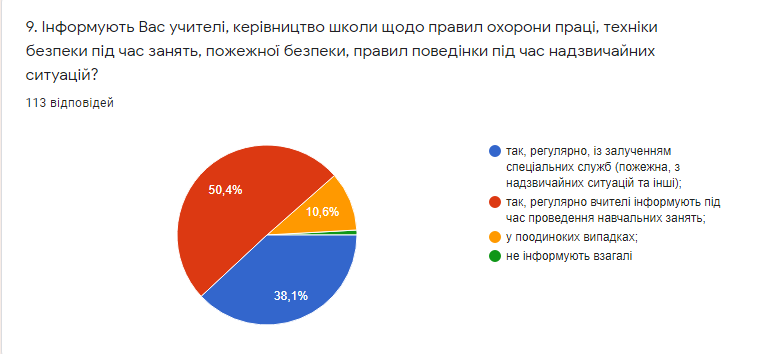 9. Інформують Вас учителі, керівництво школи щодо правил охорони праці, техніки
безпеки під час занять, пожежної безпеки, правил поведінки під час надзвичайних
ситуацій?
113 відповідей
50,4%
10,6%
38,1%
так, регулярно, із залученням
спеціальних служб (пожежна, з
надзвичайних ситуацій та інші);
так, регулярно вчителі інформують під
час проведення навчальних занять;
у поодиноких випадках;
не інформують взагалі